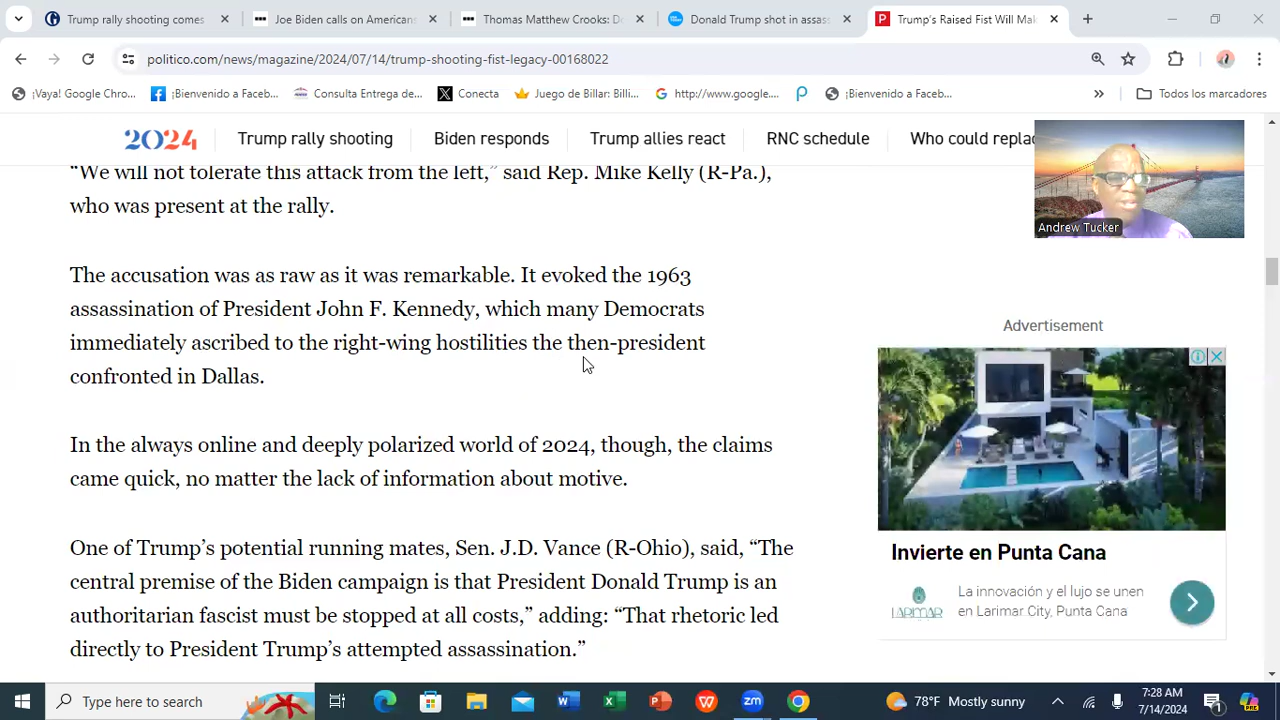 Trump rally shooting comes
Joe Biden calls on Americans
Thomas Matthew Crooks: D
Donald Trump shot in assas
Trump's Raised Fist Will Mak
politico.com/news/magazine/2024/07/14/trump-shooting-fist-legacy-00168022
¡Vaya! Google Chro...
¡Bienvenido a Faceb...
Consulta Entrega de...
Conecta
Juego de Billar: Billi...
http://www.google....
¡Bienvenido a Faceb...
Todos los marcadores
2024
Trump rally shooting
Biden responds
Trump allies react
RNC schedule
Who could replac
Andrew Tucker
“We will not tolerate this attack from the left,” said Rep. Mike Kelly (R-Pa.),
who was present at the rally.
The accusation was as raw as it was remarkable. It evoked the 1963
assassination of President John F. Kennedy, which many Democrats
immediately ascribed to the right-wing hostilities the then-president
confronted in Dallas.
In the always online and deeply polarized world of 2024, though, the claims
came quick, no matter the lack of information about motive.
One of Trump’s potential running mates, Sen. J.D. Vance (R-Ohio), said, “The
central premise of the Biden campaign is that President Donald Trump is an
authoritarian fascist must be stopped at all costs,” adding: “That rhetoric led
directly to President Trump’s attempted assassination.”
Advertisement
Invierte en Punta Cana
LARIMAR
La innovación y el lujo se unen
en Larimar City, Punta Cana
Type here to search
78°F Mostly sunny
7:28 AM
7/14/2024